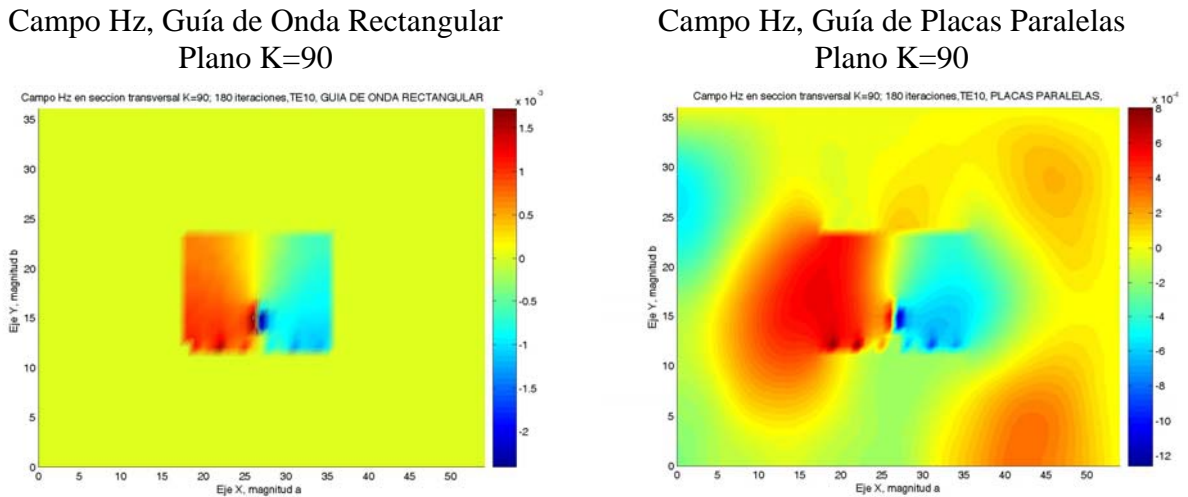 Campo Hz, Guía de Onda Rectangular
Plano K=90
Campo Hz, Guía de Placas Paralelas
Plano K=90
Campo Hz en seccion transversal K=90; 180 iteraciones,TE10, GUIA DE ONDA RECTANGULAR
x 10⁻³
35
30
25
20
15
10
5
0
Eje Y, magnitud b
0 5 10 15 20 25 30 35 40 45 50
Eje X, magnitud a
1.5
1
0.5
0
-0.5
-1
-1.5
-2
Campo Hz en seccion transversal K=90; 180 iteraciones,TE10, PLACAS PARALELAS,
x 10⁻⁴
35
30
25
20
15
10
5
0
Eje Y, magnitud b
0 5 10 15 20 25 30 35 40 45 50
Eje X, magnitud a
8
6
4
2
0
-2
-4
-6
-8
-10
-12